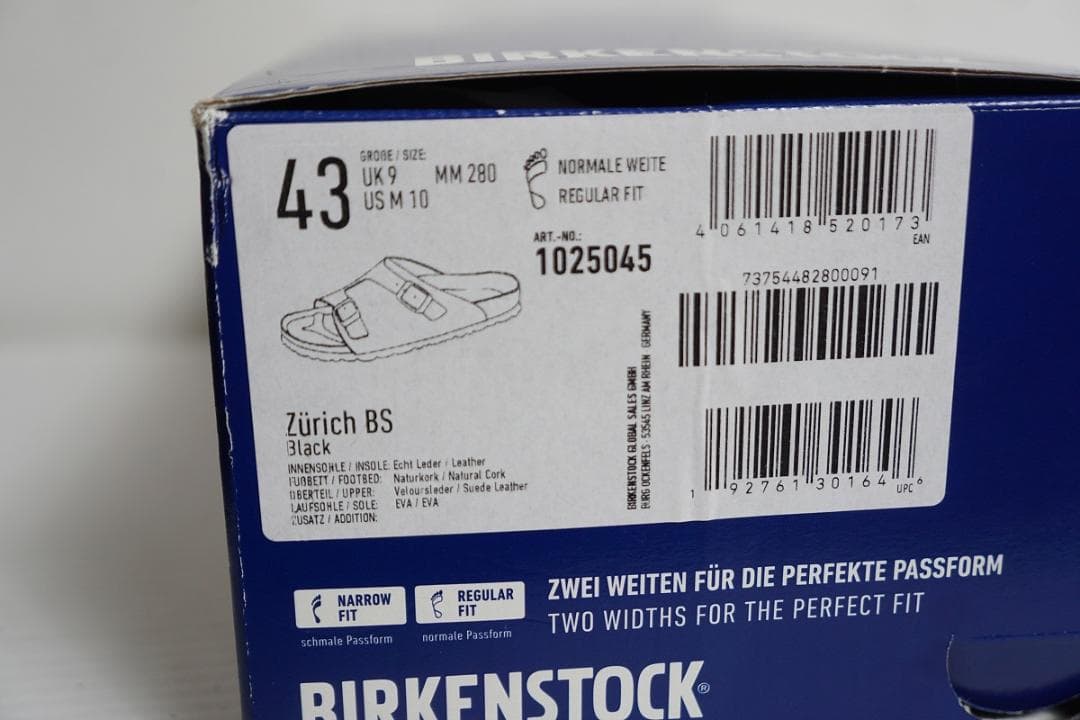 BIRKENSTOCK
43
GRÖßE / SIZE:
UK 9
MM 280
US M 10
NORMALE WEITE
REGULAR FIT
ART.-NO.:
1025045
4 061418 520173
EAN
73754482800091
1 92761 30164 6
UPC
BIRKENSTOCK GLOBAL SALES GMBH
BURG OCKENFELS · 53545 LINZ AM RHEIN · GERMANY
Zürich BS
Black
INNENSOHLE / INSOLE: Echt Leder / Leather
FUßBETT / FOOTBED: Naturkork / Natural Cork
OBERTEIL / UPPER: Veloursleder / Suede Leather
LAUFSOHLE / SOLE: EVA / EVA
ZUSATZ / ADDITION:
NARROW FIT
schmale Passform
REGULAR FIT
normale Passform
ZWEI WEITEN FÜR DIE PERFEKTE PASSFORM
TWO WIDTHS FOR THE PERFECT FIT
BIRKENSTOCK®